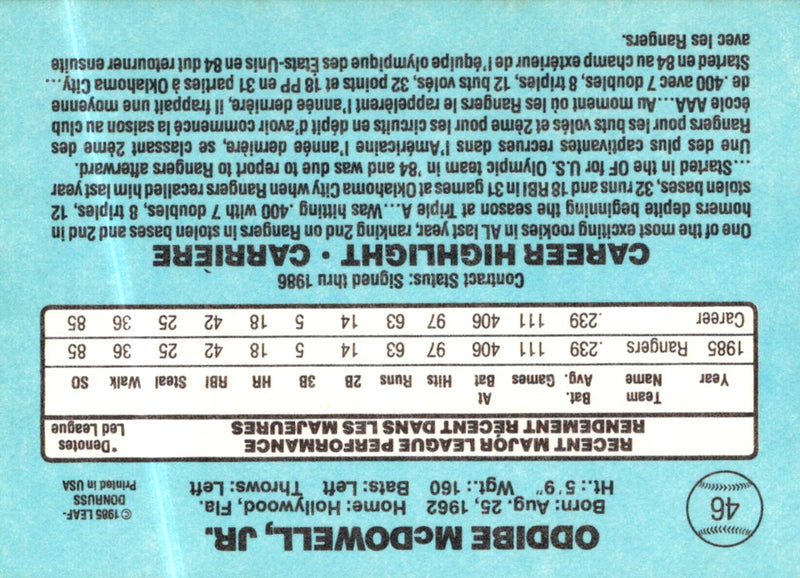 46
ODDIBE McDOWELL, JR.
Born: Aug. 25, 1962 Home: Hollywood, Fla.
Ht.: 5'9" Wgt.: 160 Bats: Left Throws: Left
©1985 LEAF-
DONRUSS
Printed in USA
RECENT MAJOR LEAGUE PERFORMANCE
RENDEMENT RÉCENT DANS LES MAJEURES
*Denotes
Led League
Year Team Name Bat. Avg. Games At Bat Hits Runs 2B 3B HR RBI Steal Walk SO
1985 Rangers .239 111 406 97 63 14 5 18 42 25 36 85
Career .239 111 406 97 63 14 5 18 42 25 36 85
Contract Status: Signed thru 1986
CAREER HIGHLIGHT • CARRIERE
One of the most exciting rookies in AL last year, ranking 2nd on Rangers in stolen bases and 2nd in
homers depite beginning the season at Triple A...Was hitting .400 with 7 doubles, 8 triples, 12
stolen bases, 32 runs and 18 RBI in 31 games at Oklahoma City when Rangers recalled him last year
...Started in the OF for U.S. Olympic team in '84 and was due to report to Rangers afterward.
Une des plus captivantes recrues dans l'Américaine l'année dernière, se classant 2ème des
Rangers pour les buts volés et 2ème pour les circuits en dépit d'avoir commencé la saison au club
école AAA...Au moment où les Rangers le rappelèrent l'année dernière, il frappait une moyenne
de .400 avec 7 doubles, 8 triples, 12 buts volés, 32 points et 18 PP en 31 parties à Oklahoma City...
Started en 84 au champ extérieur de l'équipe olympique des États-Unis en 84 dut retourner ensuite
avec les Rangers.